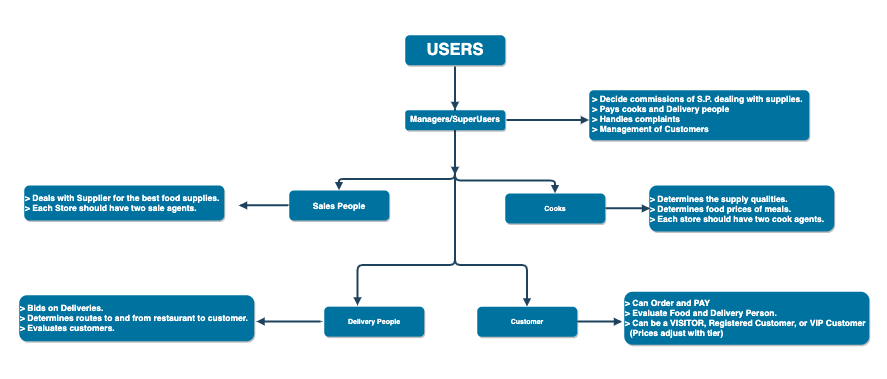 USERS
Managers/SuperUsers
> Decide commissions of S.P. dealing with supplies.
> Pays cooks and Delivery people
> Handles complaints
> Management of Customers
> Deals with Supplier for the best food supplies.
> Each Store should have two sale agents.
Sales People
Cooks
> Determines the supply qualities.
> Determines food prices of meals.
> Each store should have two cook agents.
> Bids on Deliveries.
> Determines routes to and from restaurant to customer.
> Evaluates customers.
Delivery People
Customer
> Can Order and PAY
> Evaluate Food and Delivery Person.
> Can be a VISITOR, Registered Customer, or VIP Customer
(Prices adjust with tier)